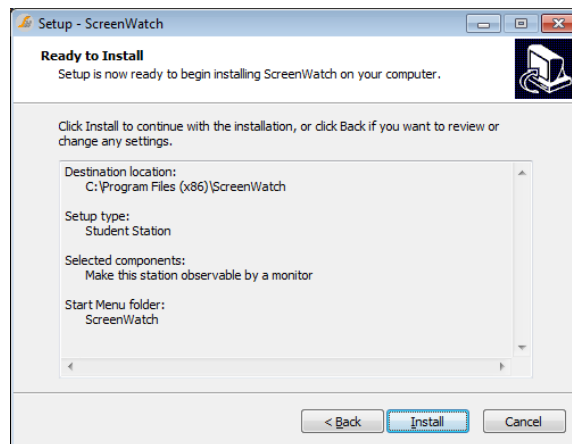 Setup - ScreenWatch
Ready to Install
Setup is now ready to begin installing ScreenWatch on your computer.
Click Install to continue with the installation, or click Back if you want to review or
change any settings.
Destination location:
C:\Program Files (x86)\ScreenWatch
Setup type:
Student Station
Selected components:
Make this station observable by a monitor
Start Menu folder:
ScreenWatch
< Back
Install
Cancel